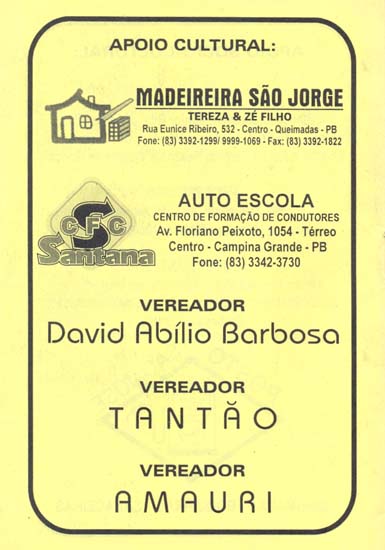 APOIO CULTURAL:
MADEIREIRA SÃO JORGE
TEREZA & ZÉ FILHO
Rua Eunice Ribeiro, 532 - Centro - Queimadas - PB
Fone: (83) 3392-1299/ 9999-1069 - Fax: (83) 3392-1822
CFC
S
Santana
AUTO ESCOLA
CENTRO DE FORMAÇÃO DE CONDUTORES
Av. Floriano Peixoto, 1054 - Térreo
Centro - Campina Grande - PB
Fone: (83) 3342-3730
VEREADOR
David Abílio Barbosa
VEREADOR
TANTÃO
VEREADOR
AMAURI